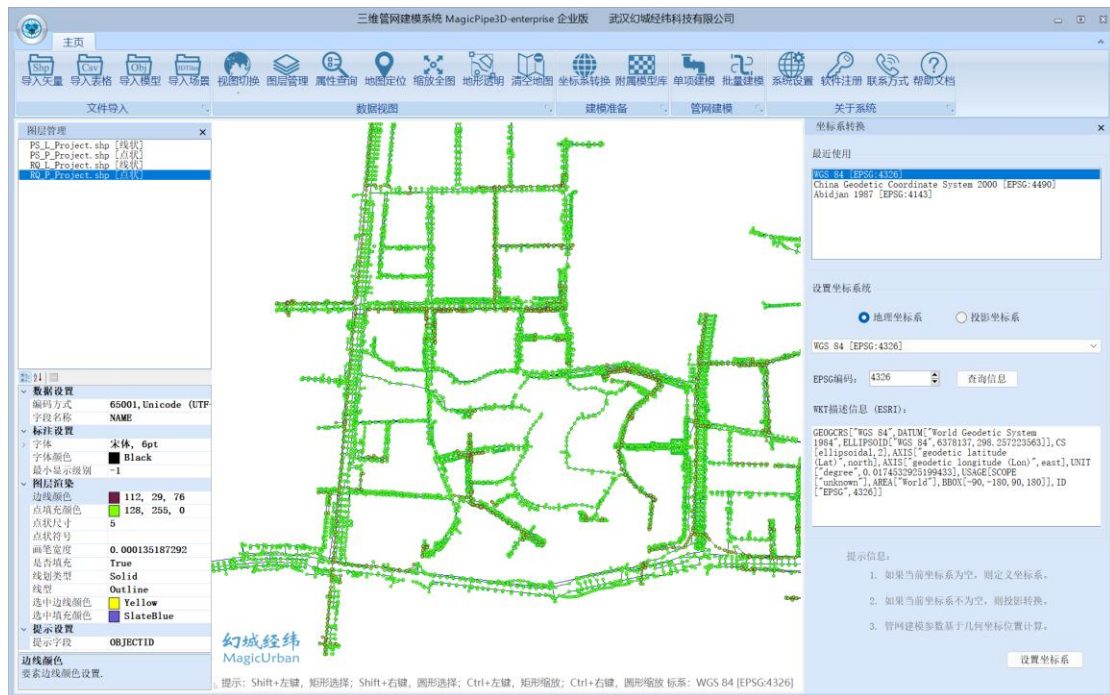 三维管网建模系统 MagicPipe3D-enterprise 企业版 武汉幻城经纬科技有限公司
主页
Shp Csv Obj 3DTiles
导入矢量 导入表格 导入模型 导入场景 视图切换 图层管理 属性查询 地图定位 缩放全图 地形透明 清空地图 坐标系转换 附属模型库 单项建模 批量建模 系统设置 软件注册 联系方式 帮助文档
文件导入 数据视图 建模准备 管网建模 关于系统
图层管理
PS_L_Project.shp [线状]
PS_P_Project.shp [点状]
RQ_L_Project.shp [线状]
RQ_P_Project.shp [点状]
数据设置
编码方式 65001,Unicode (UTF-
字段名称 NAME
标注设置
字体 宋体, 6pt
字体颜色 Black
最小显示级别 -1
图层渲染
边线颜色 112, 29, 76
点填充颜色 128, 255, 0
点状尺寸 5
点状符号
画笔宽度 0.000135187292
是否填充 True
线划类型 Solid
线型 Outline
选中边线颜色 Yellow
选中填充颜色 SlateBlue
提示设置
提示字段 OBJECTID
边线颜色
要素边线颜色设置.
幻城经纬
MagicUrban
提示: Shift+左键, 矩形选择; Shift+右键, 圆形选择; Ctrl+左键, 矩形缩放; Ctrl+右键, 圆形缩放 标系: WGS 84 [EPSG:4326]
坐标系转换
最近使用
WGS 84 [EPSG:4326]
China Geodetic Coordinate System 2000 [EPSG:4490]
Abidjan 1987 [EPSG:4143]
设置坐标系统
地理坐标系 投影坐标系
WGS 84 [EPSG:4326]
EPSG编码: 4326 查询信息
WKT描述信息 (ESRI):
GEOGCRS["WGS 84",DATUM["World Geodetic System
1984",ELLIPSOID["WGS 84",6378137,298.257223563]],CS
[ellipsoidal,2],AXIS["geodetic latitude
(Lat)",north],AXIS["geodetic longitude (Lon)",east],UNIT
["degree",0.0174532925199433],USAGE[SCOPE
["unknown"],AREA["World"],BBOX[-90,-180,90,180]],ID
["EPSG",4326]]
提示信息:
1. 如果当前坐标系为空, 则定义坐标系。
2. 如果当前坐标系不为空, 则投影转换。
3. 管网建模参数基于几何坐标位置计算。
设置坐标系